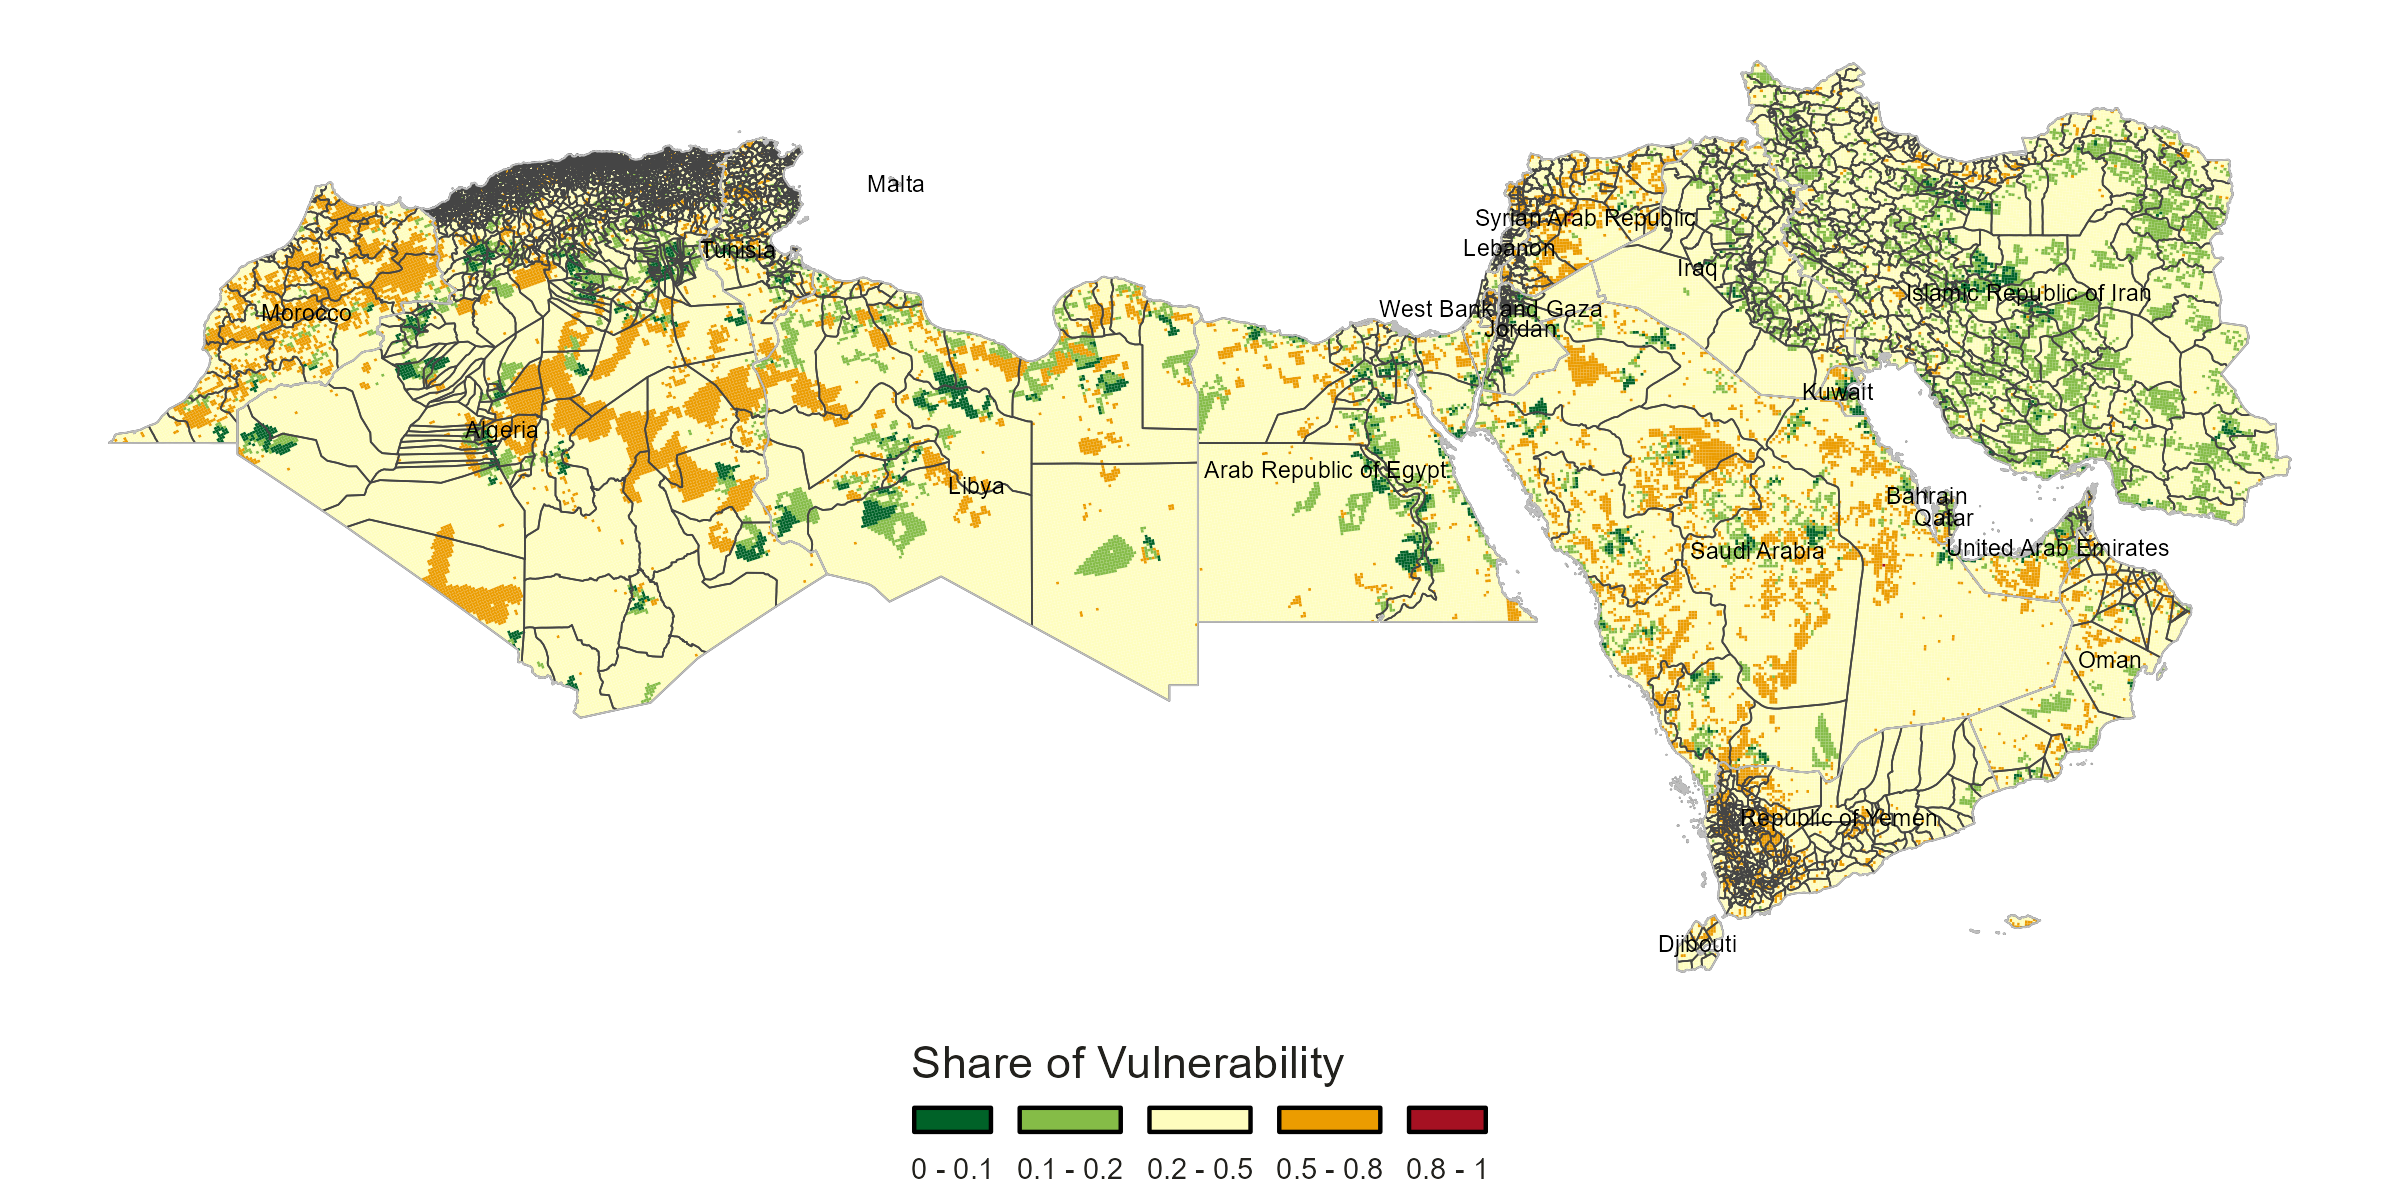 Malta
Syrian Arab Republic
Tunisia
Lebanon
Iraq
Islamic Republic of Iran
Morocco
West Bank and Gaza
Jordan
Kuwait
Algeria
Arab Republic of Egypt
Libya
Bahrain
Qatar
Saudi Arabia
United Arab Emirates
Oman
Republic of Yemen
Djibouti
Share of Vulnerability
0 - 0.1 0.1 - 0.2 0.2 - 0.5 0.5 - 0.8 0.8 - 1